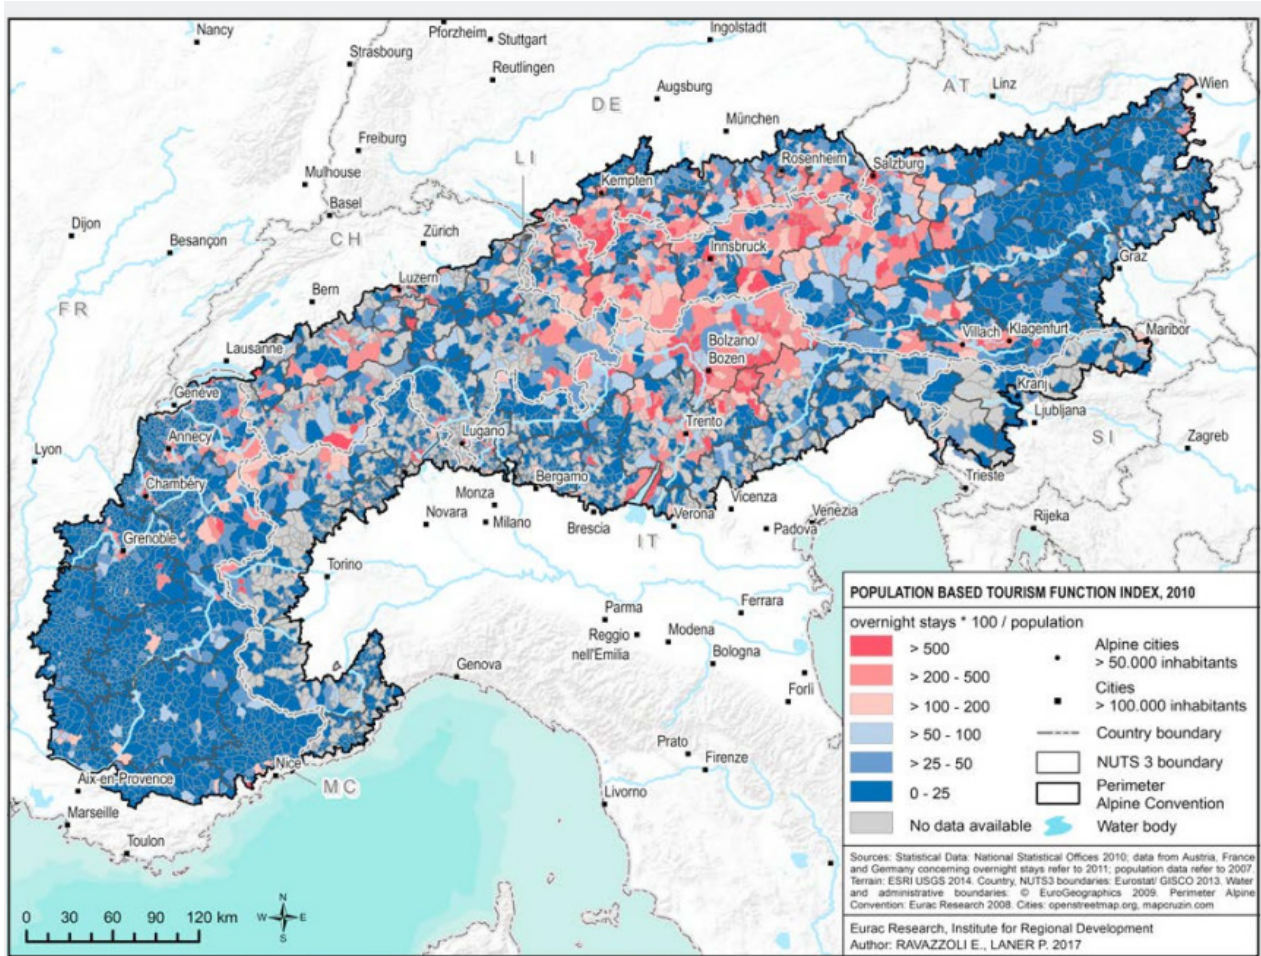 Nancy
Pforzheim
Stuttgart
Ingolstadt
Strasbourg
Reutlingen
Augsburg
DE
AT
Linz
Wien
München
Freiburg
LI
Rosenheim
Salzburg
Mulhouse
Kempten
Basel
Dijon
Besançon
CH
Zürich
Innsbruck
Graz
Luzern
FR
Bern
Villach
Klagenfurt
Maribor
Bolzano/
Bozen
Lausanne
Genève
Kranj
Ljubljana
Annecy
Lugano
Trento
SI
Zagreb
Lyon
Chambéry
Bergamo
Trieste
Monza
Vicenza
Novara
Milano
Brescia
Verona
Padova
Venezia
Rijeka
Grenoble
IT
Torino
Parma
Ferrara
Reggio
nell'Emilia
Modena
Bologna
Genova
Forlì
Prato
Firenze
Nice
MC
Aix-en-Provence
Livorno
Marseille
Toulon
POPULATION BASED TOURISM FUNCTION INDEX, 2010
overnight stays * 100 / population
> 500
> 200 - 500
> 100 - 200
> 50 - 100
> 25 - 50
0 - 25
No data available
Alpine cities
> 50.000 inhabitants
Cities
> 100.000 inhabitants
Country boundary
NUTS 3 boundary
Perimeter
Alpine Convention
Water body
Sources: Statistical Data: National Statistical Offices 2010; data from Austria, France
and Germany concerning overnight stays refer to 2011; population data refer to 2007.
Terrain: ESRI USGS 2014. Country, NUTS3 boundaries: Eurostat/ GISCO 2013. Water
and administrative boundaries: © EuroGeographics 2009. Perimeter Alpine
Convention: Eurac Research 2008. Cities: openstreetmap.org, mapcruzin.com
Eurac Research, Institute for Regional Development
Author: RAVAZZOLI E., LANER P. 2017
0 30 60 90 120 km
N
W E
S